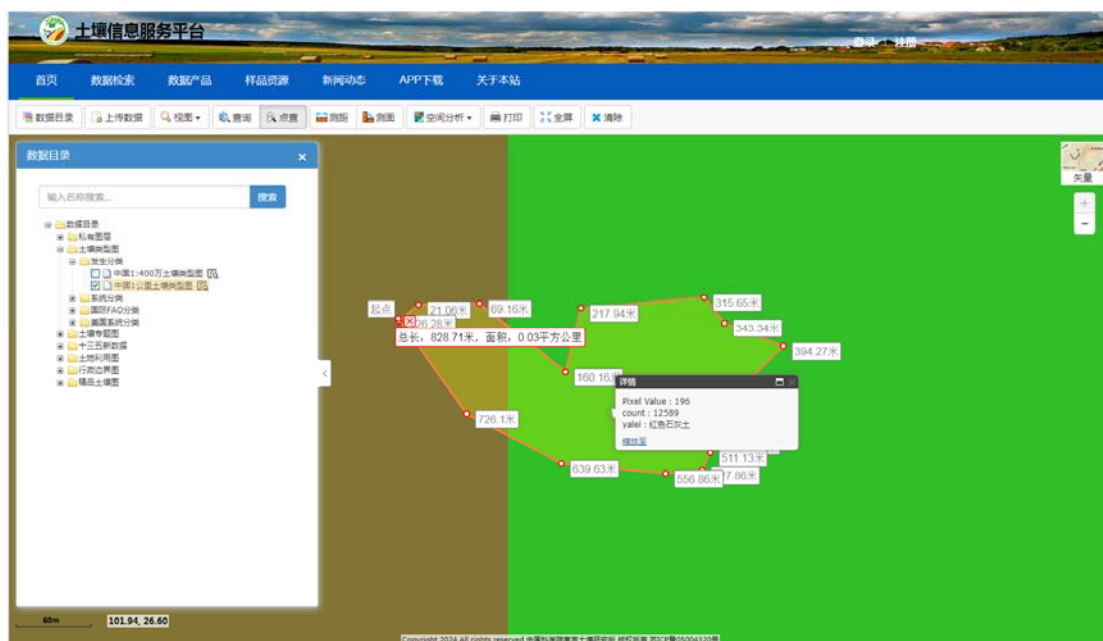 土壤信息服务平台
登录 | 注册
首页 数据检索 数据产品 样品资源 新闻动态 APP下载 关于本站
数据目录 上传数据 视图 查询 点查 测距 测面 空间分析 打印 全屏 清除
数据目录
输入名称搜索... 搜索
数据目录
私有图层
土壤类型图
发生分类
中国1:400万土壤类型图
中国1公里土壤类型图
系统分类
国际FAO分类
美国系统分类
土壤专题图
十三五新数据
土地利用图
行政边界图
精品土壤图
矢量
起点
21.06米
69.16米
217.94米
315.65米
26.28米
343.34米
总长：828.71米，面积：0.03平方公里
394.27米
160.16米
详情
Pixel Value : 196
count : 12589
yalei : 红色石灰土
缩放至
726.1米
511.13米
639.63米
556.86米
27.86米
60m
101.94, 26.60